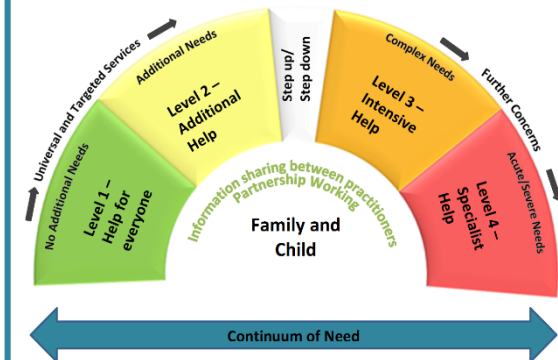 Universal and Targeted Services
No Additional Needs
Level 1 –
Help for
everyone
Additional Needs
Level 2 –
Additional
Help
Step up/
Step down
Complex Needs
Level 3 –
Intensive
Help
Further Concerns
Acute/Severe Needs
Level 4 –
Specialist
Help
Information sharing between practitioners
Partnership Working
Family and
Child
Continuum of Need